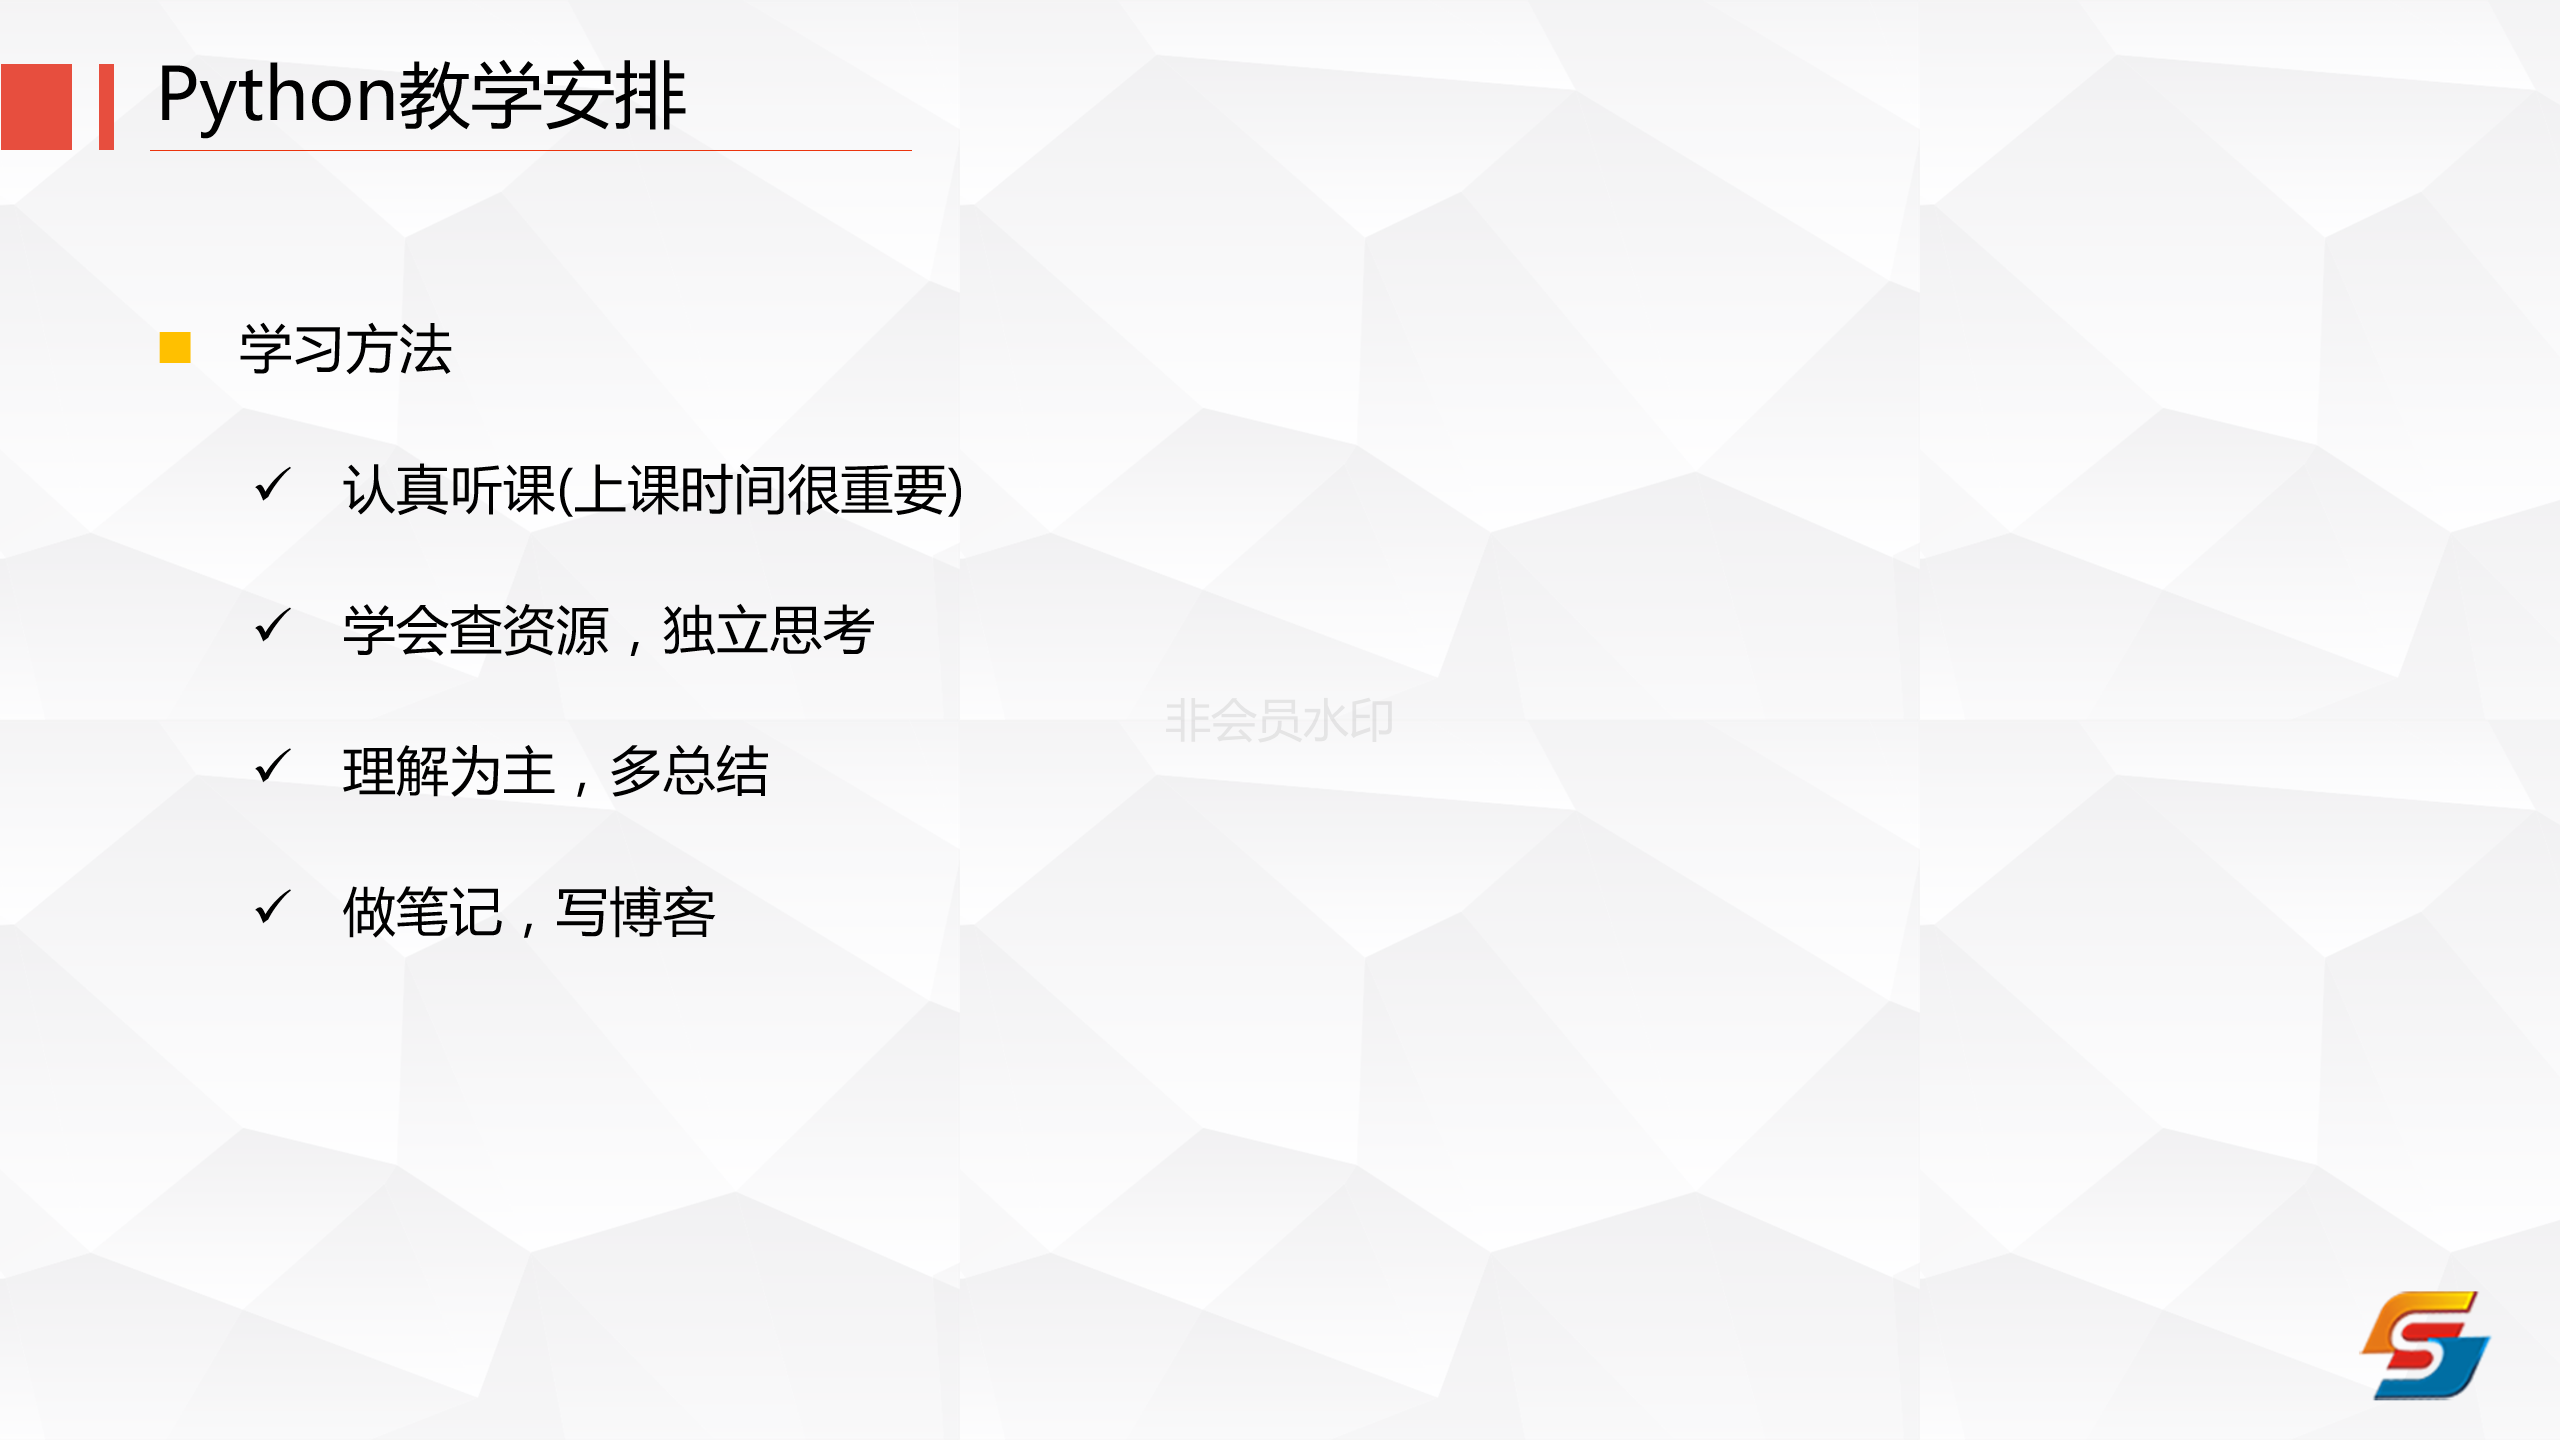 Python教学安排
学习方法
认真听课(上课时间很重要)
学会查资源，独立思考
非会员水印
理解为主，多总结
做笔记，写博客